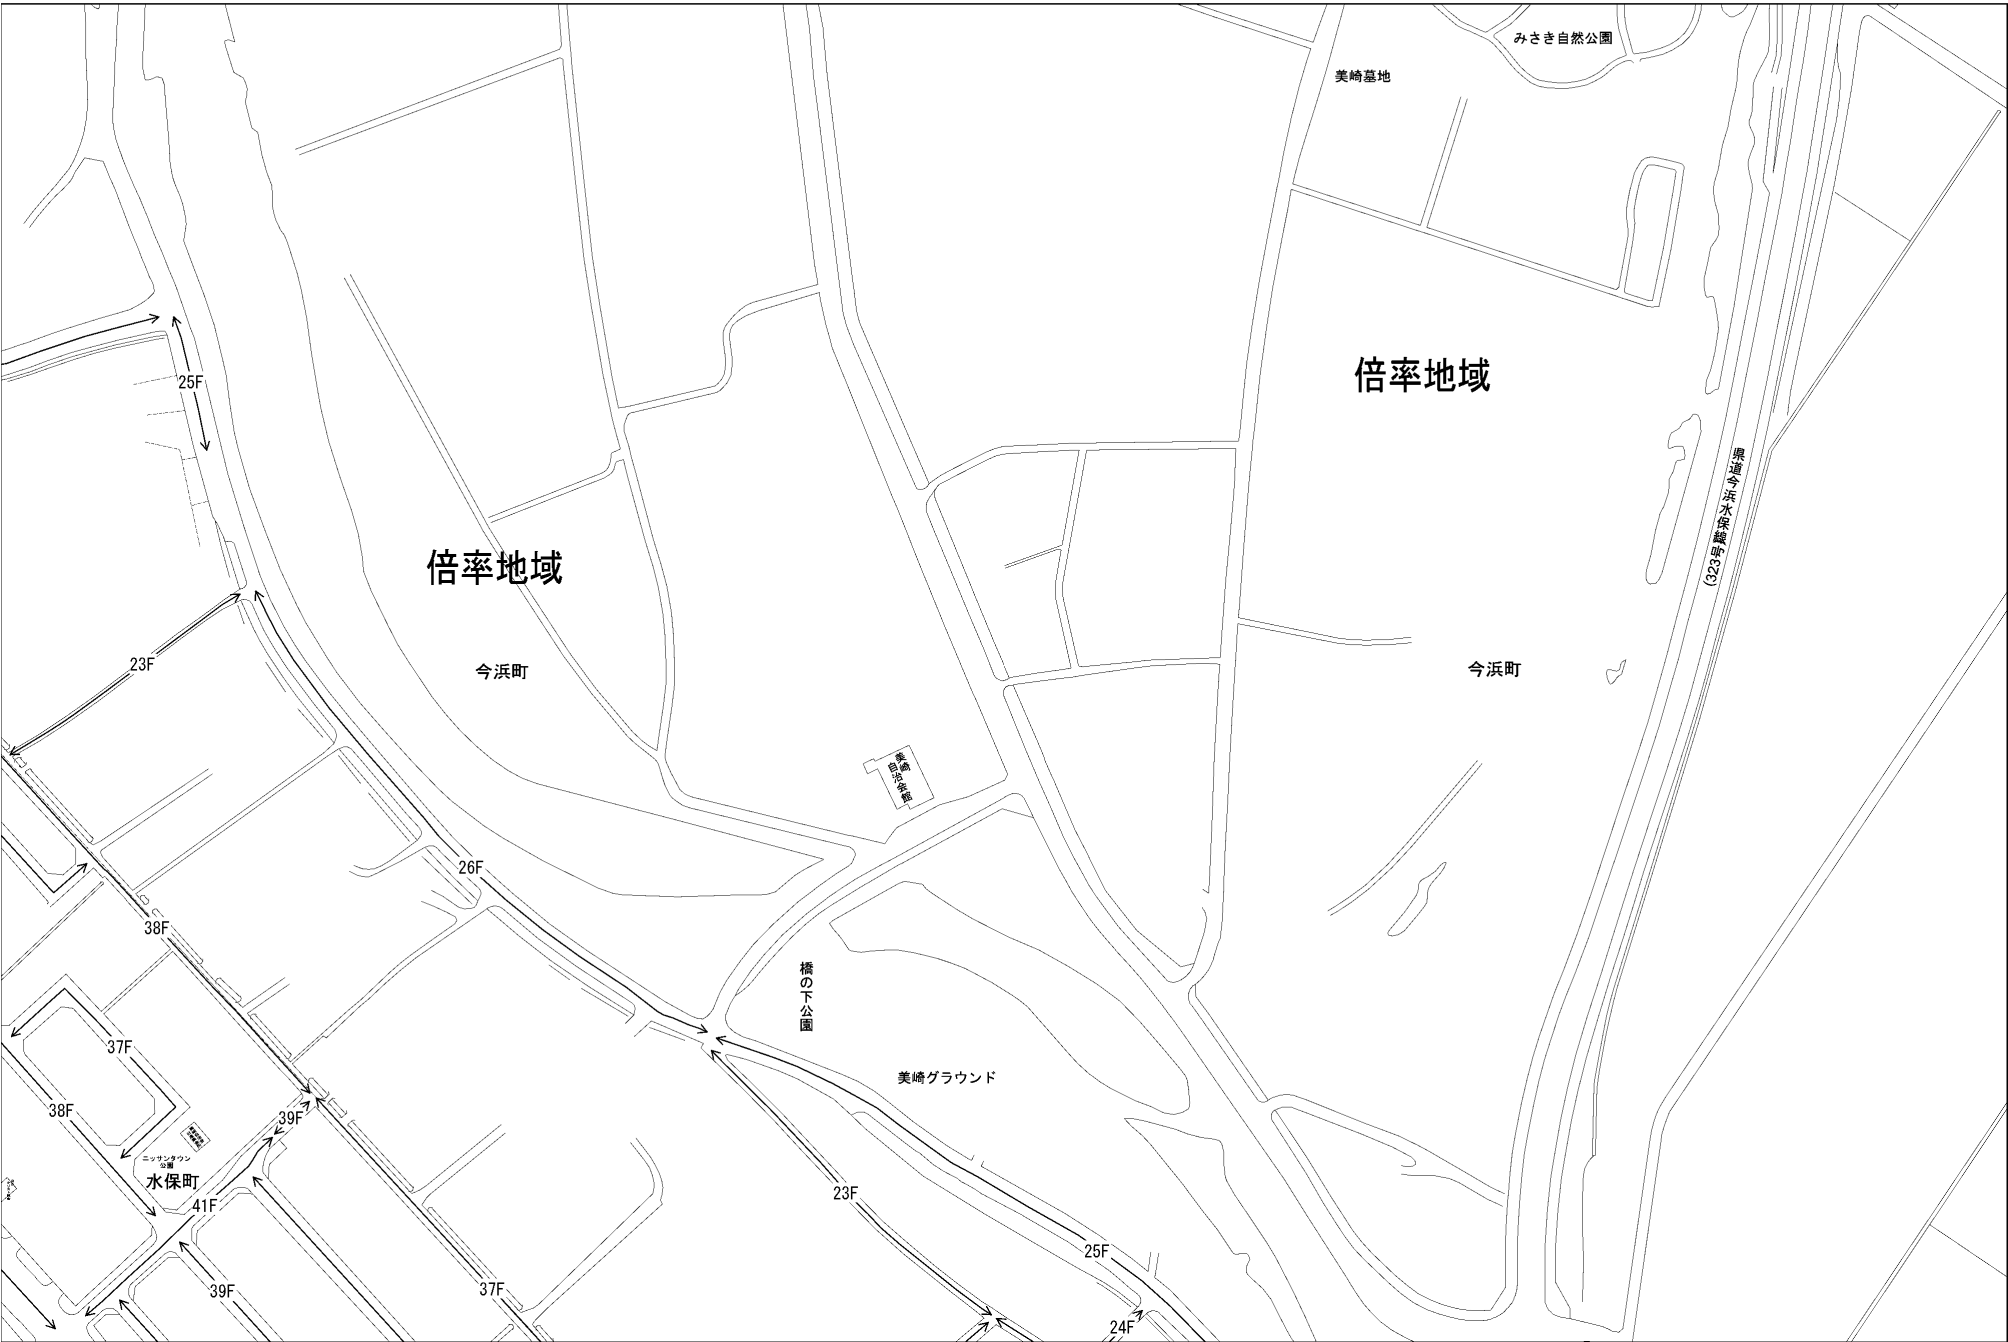 みさき自然公園
美崎墓地
倍率地域
25F
県道今浜水保線
(323号
倍率地域
23F
今浜町
今浜町
美崎
自治会館
26F
38F
橋の下公園
37F
美崎グラウンド
38F
39F
ニッサンタウン
公園
水保町
41F
23F
25F
39F
37F
24F